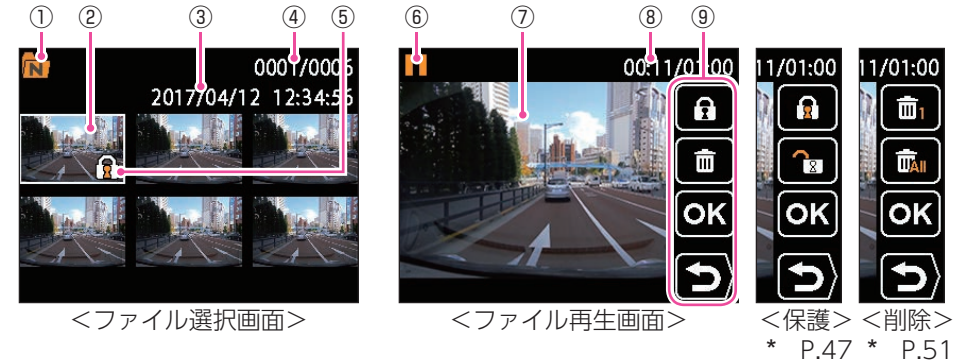 ① ② ③ ④ ⑤ ⑥ ⑦ ⑧ ⑨
N 0001/0006
2017/04/12 12:34:56
00:11/01:00
OK
11/01:00
OK
11/01:00
1
All
OK
＜ファイル選択画面＞ ＜ファイル再生画面＞ ＜保護＞ ＜削除＞
* P.47 * P.51